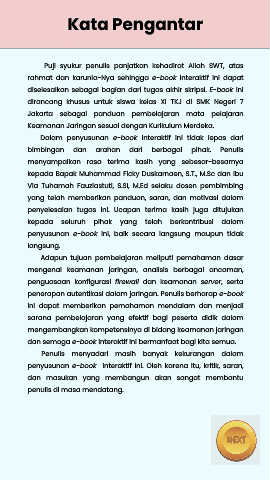 Kata Pengantar
Puji syukur penulis panjatkan kehadirat Allah SWT, atas
rahmat dan karunia-Nya sehingga e-book interaktif ini dapat
diselesaikan sebagai bagian dari tugas akhir skripsi. E-book ini
dirancang khusus untuk siswa kelas XI TKJ di SMK Negeri 7
Jakarta sebagai panduan pembelajaran mata pelajaran
Keamanan Jaringan sesuai dengan Kurikulum Merdeka.
Dalam penyusunan e-book interaktif ini tidak lepas dari
bimbingan dan arahan dari berbagai pihak. Penulis
menyampaikan rasa terima kasih yang sebesar-besarnya
kepada Bapak Muhammad Ficky Duskarnaen, S.T., M.Sc dan Ibu
Via Tuhamah Fauziastuti, S.Si, M.Ed selaku dosen pembimbing
yang telah memberikan panduan, saran, dan motivasi dalam
penyelesaian tugas ini. Ucapan terima kasih juga ditujukan
kepada seluruh pihak yang telah berkontribusi dalam
penyusunan e-book ini, baik secara langsung maupun tidak
langsung.
Adapun tujuan pembelajaran meliputi pemahaman dasar
mengenai keamanan jaringan, analisis berbagai ancaman,
penguasaan konfigurasi firewall dan keamanan server, serta
penerapan autentikasi dalam jaringan. Penulis berharap e-book
ini dapat memberikan pemahaman mendalam dan menjadi
sarana pembelajaran yang efektif bagi peserta didik dalam
mengembangkan kompetensinya di bidang keamanan jaringan
dan semoga e-book interaktif ini bermanfaat bagi kita semua.
Penulis menyadari masih banyak kekurangan dalam
penyusunan e-book interaktif ini. Oleh karena itu, kritik, saran,
dan masukan yang membangun akan sangat membantu
penulis di masa mendatang.
NEXT